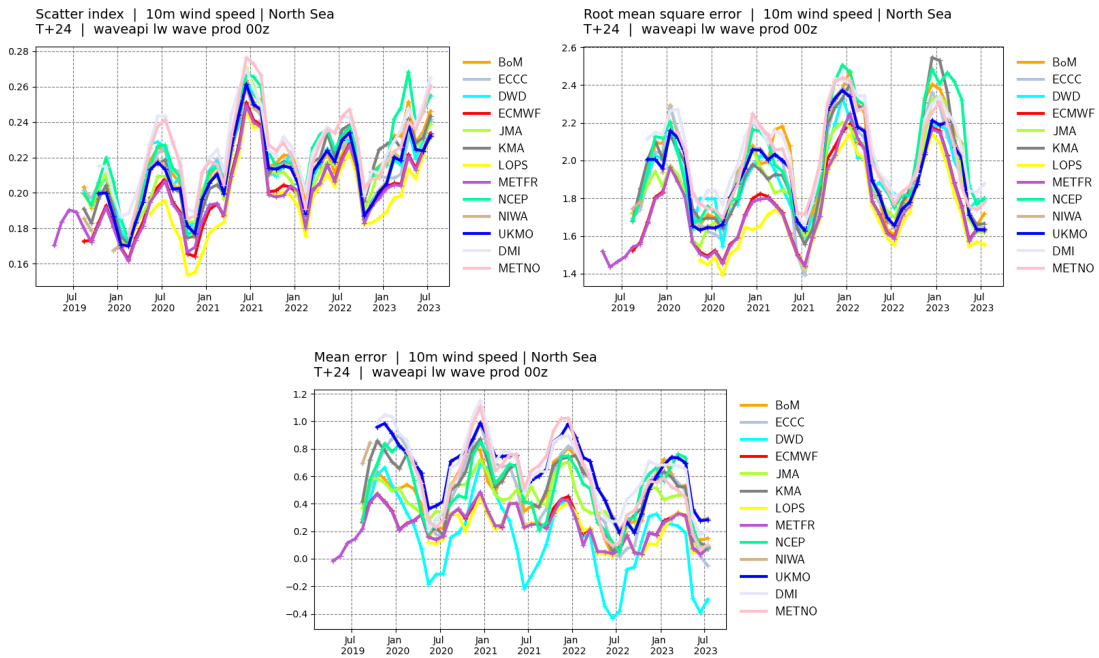 Scatter index | 10m wind speed | North Sea
T+24 | waveapi lw wave prod 00z
0.28
0.26
0.24
0.22
0.20
0.18
0.16
Jul 2019
Jan 2020
Jul 2020
Jan 2021
Jul 2021
Jan 2022
Jul 2022
Jan 2023
Jul 2023
BoM
ECCC
DWD
ECMWF
JMA
KMA
LOPS
METFR
NCEP
NIWA
UKMO
DMI
METNO
Root mean square error | 10m wind speed | North Sea
T+24 | waveapi lw wave prod 00z
2.6
2.4
2.2
2.0
1.8
1.6
1.4
Jul 2019
Jan 2020
Jul 2020
Jan 2021
Jul 2021
Jan 2022
Jul 2022
Jan 2023
Jul 2023
BoM
ECCC
DWD
ECMWF
JMA
KMA
LOPS
METFR
NCEP
NIWA
UKMO
DMI
METNO
Mean error | 10m wind speed | North Sea
T+24 | waveapi lw wave prod 00z
1.2
1.0
0.8
0.6
0.4
0.2
0.0
−0.2
−0.4
Jul 2019
Jan 2020
Jul 2020
Jan 2021
Jul 2021
Jan 2022
Jul 2022
Jan 2023
Jul 2023
BoM
ECCC
DWD
ECMWF
JMA
KMA
LOPS
METFR
NCEP
NIWA
UKMO
DMI
METNO